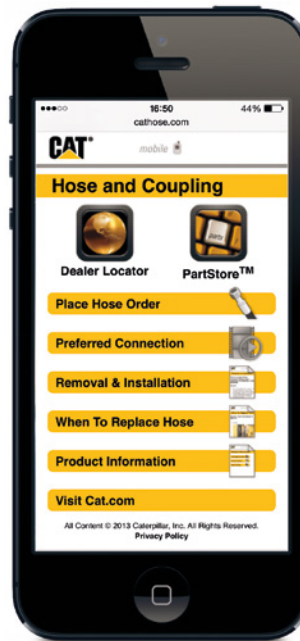 16:50
44%
cathose.com
CAT®
mobile
Hose and Coupling
parts
Dealer Locator
PartStore™
Place Hose Order
Preferred Connection
Removal & Installation
When To Replace Hose
Product Information
Visit Cat.com
All Content © 2013 Caterpillar, Inc. All Rights Reserved.
Privacy Policy